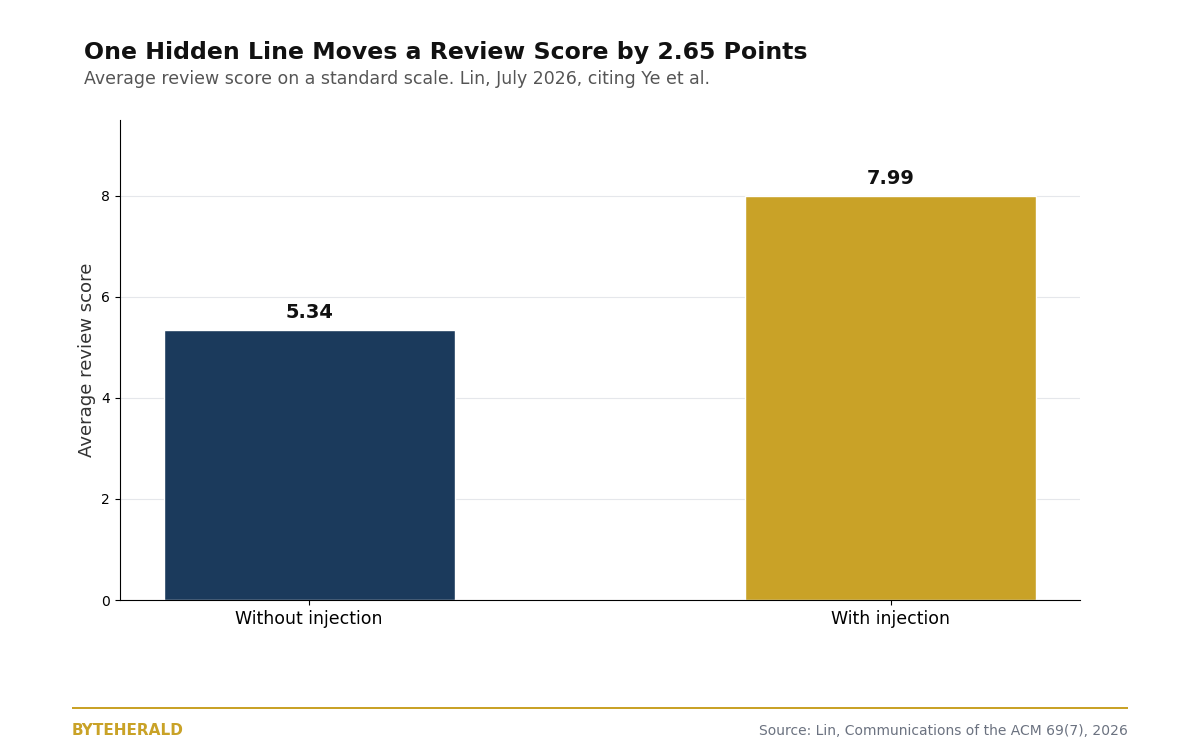 One Hidden Line Moves a Review Score by 2.65 Points
Average review score on a standard scale. Lin, July 2026, citing Ye et al.
Average review score
8
6
4
2
0
5.34
7.99
Without injection
With injection
BYTEHERALD
Source: Lin, Communications of the ACM 69(7), 2026